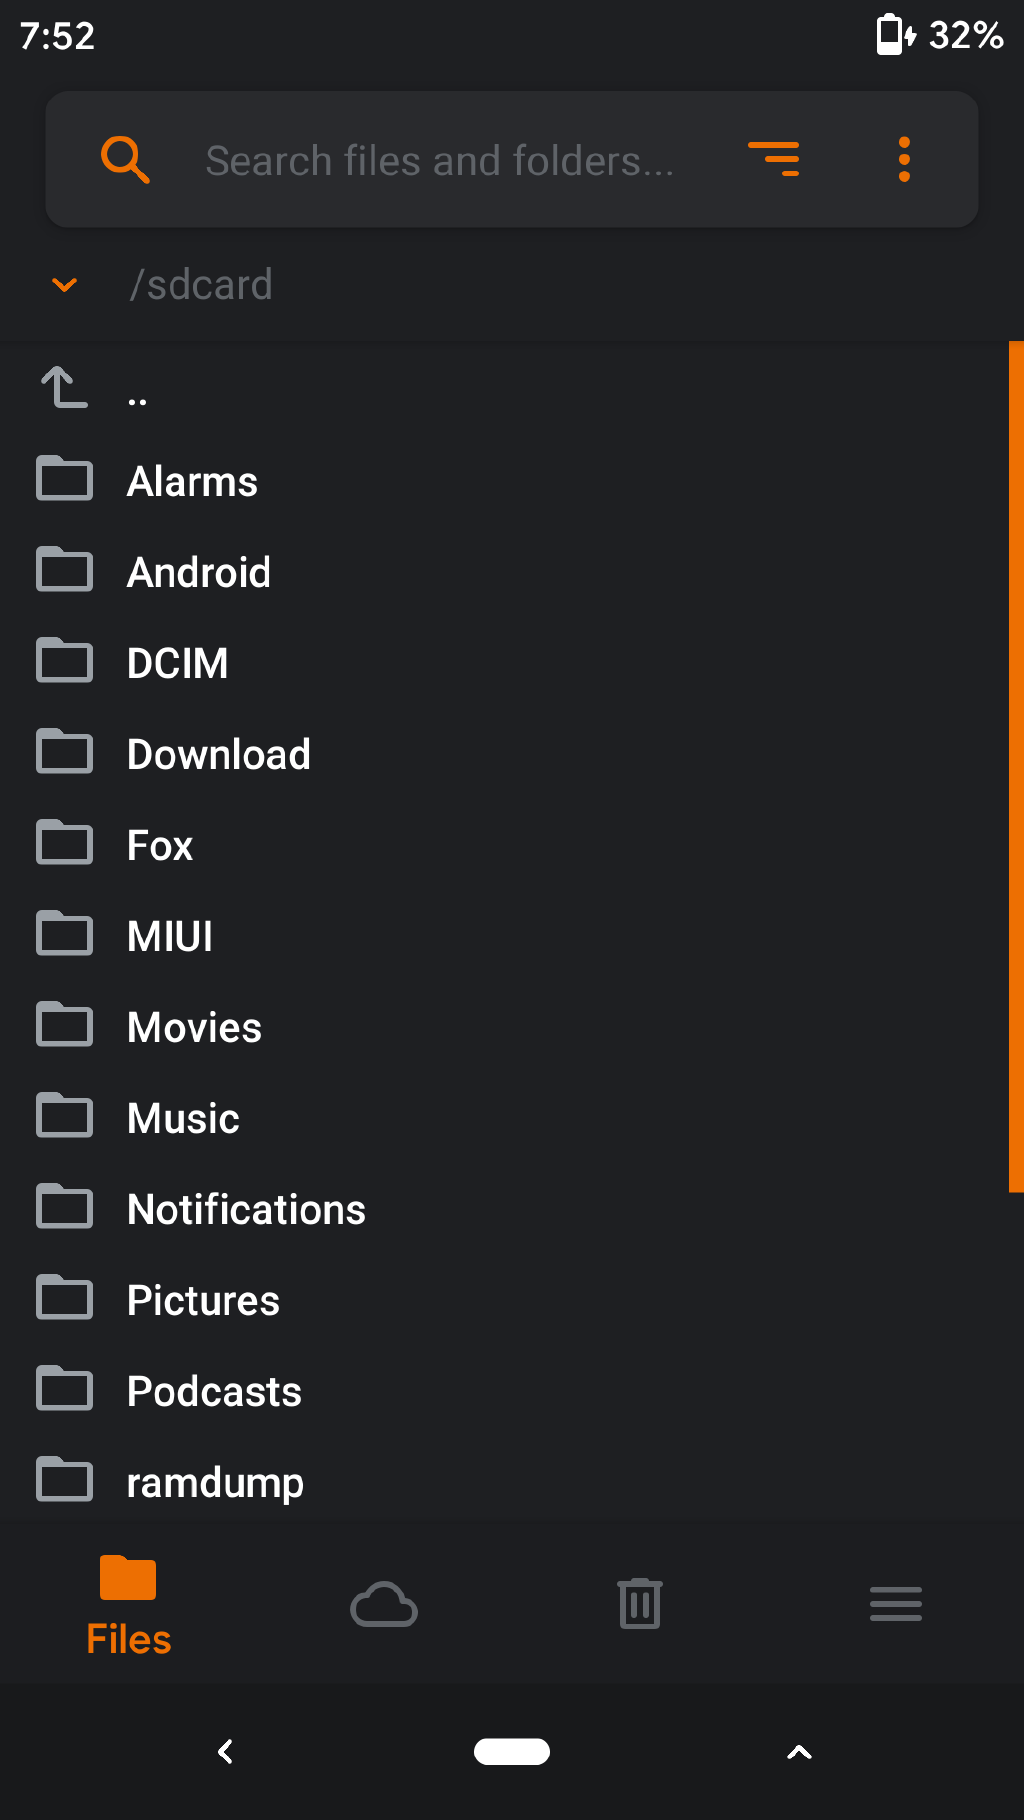 7:52
32%
Search files and folders...
/sdcard
..
Alarms
Android
DCIM
Download
Fox
MIUI
Movies
Music
Notifications
Pictures
Podcasts
ramdump
Files